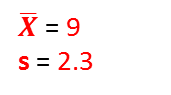 X̅ = 9
s = 2.3